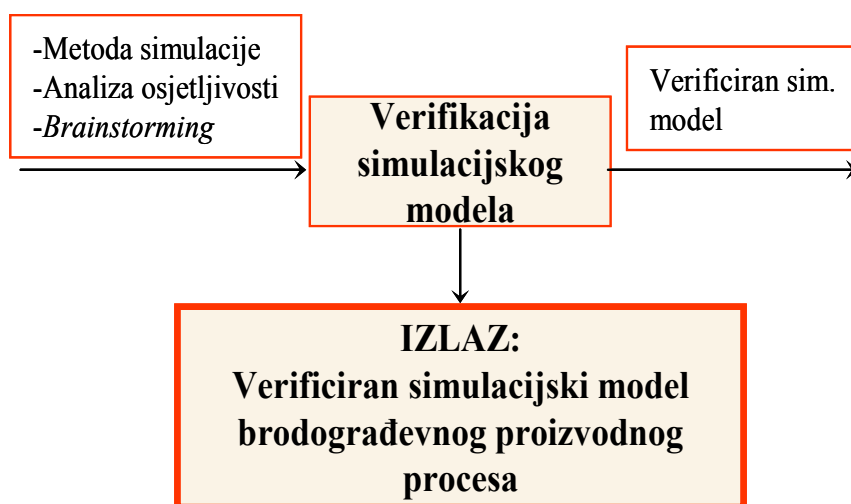 -Metoda simulacije
-Analiza osjetljivosti
-Brainstorming
Verifikacija
simulacijskog
modela
Verificiran sim.
model
IZLAZ:
Verificiran simulacijski model
brodograđevnog proizvodnog
procesa